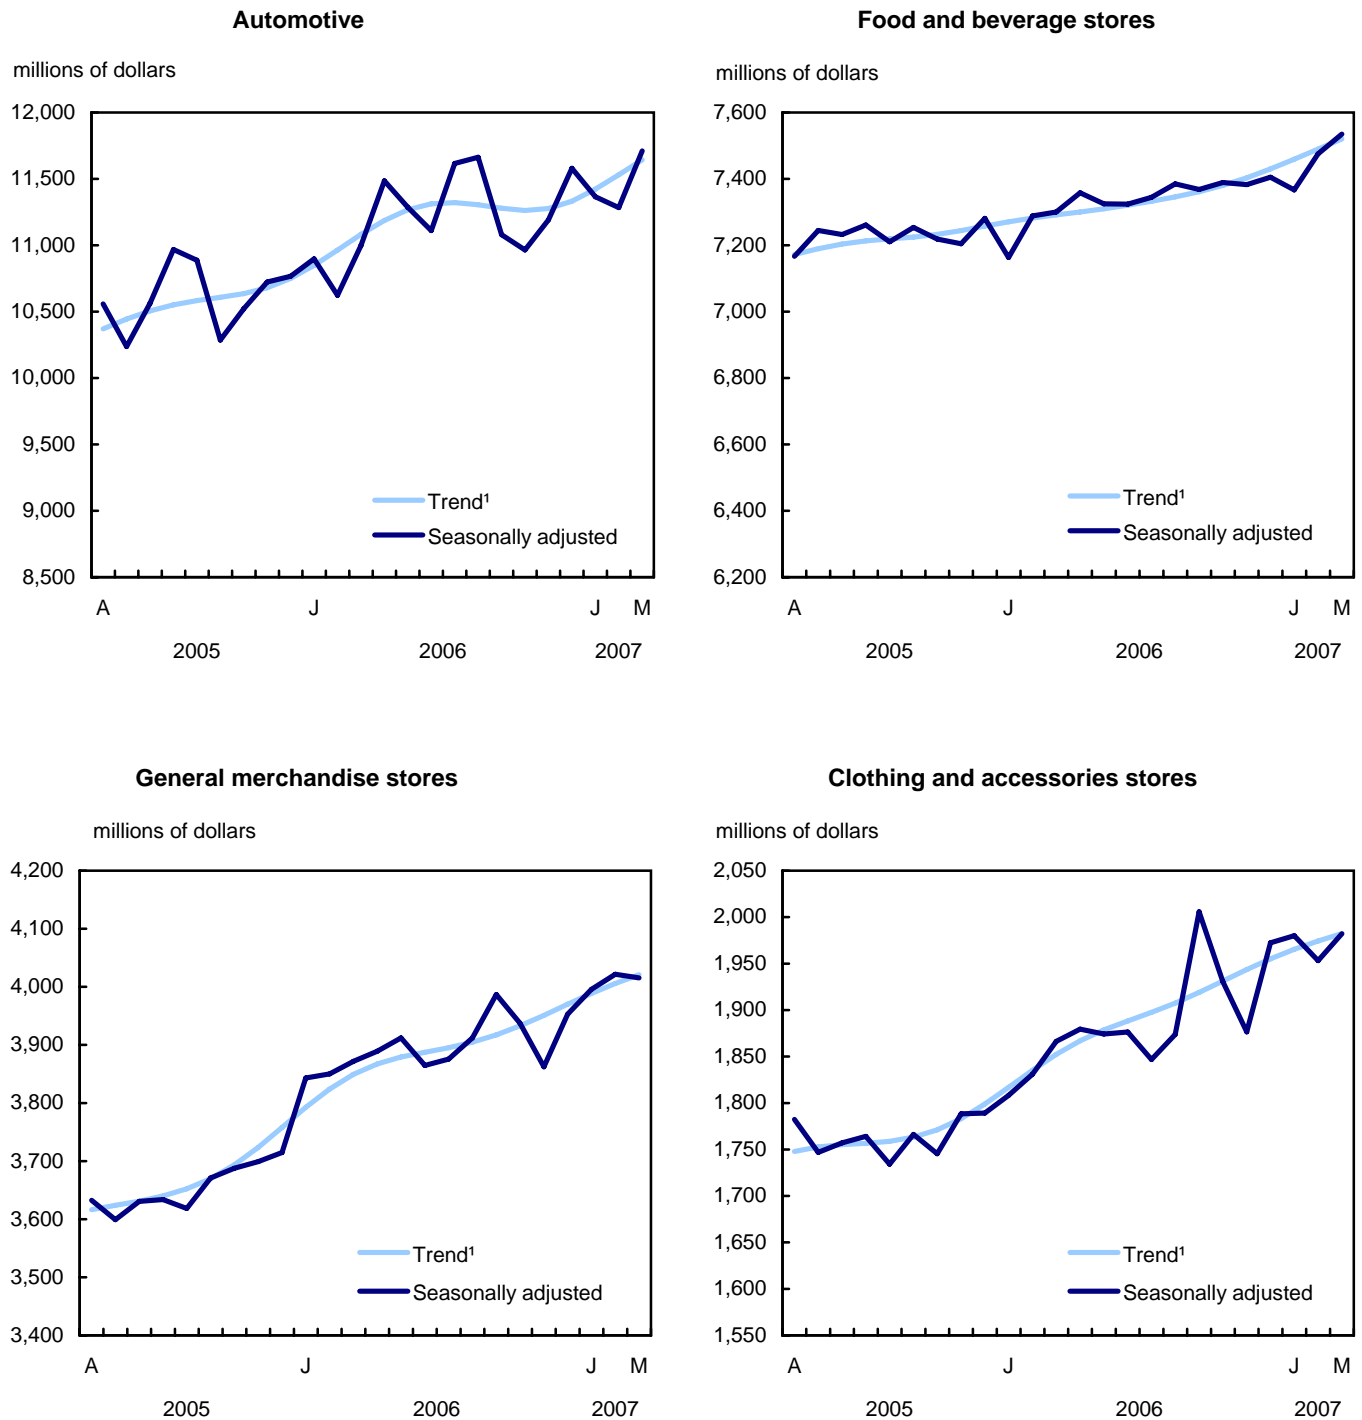 Automotive
millions of dollars
12,000
11,500
11,000
10,500
10,000
9,500
9,000
8,500
Trend¹
Seasonally adjusted
A J J M
2005 2006 2007
Food and beverage stores
millions of dollars
7,600
7,400
7,200
7,000
6,800
6,600
6,400
6,200
Trend¹
Seasonally adjusted
A J J M
2005 2006 2007
General merchandise stores
millions of dollars
4,200
4,100
4,000
3,900
3,800
3,700
3,600
3,500
3,400
Trend¹
Seasonally adjusted
A J J M
2005 2006 2007
Clothing and accessories stores
millions of dollars
2,050
2,000
1,950
1,900
1,850
1,800
1,750
1,700
1,650
1,600
1,550
Trend¹
Seasonally adjusted
A J J M
2005 2006 2007